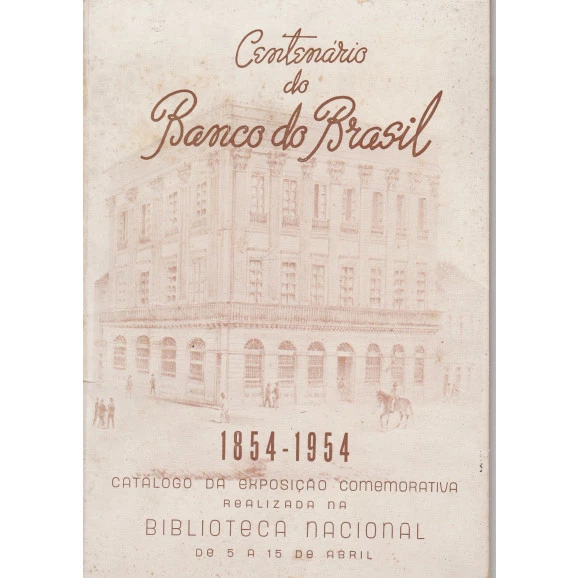 Centenário
do
Banco do Brasil
1854-1954
CATÁLOGO DA EXPOSIÇÃO COMEMORATIVA
REALIZADA NA
BIBLIOTECA NACIONAL
DE 5 A 15 DE ABRIL